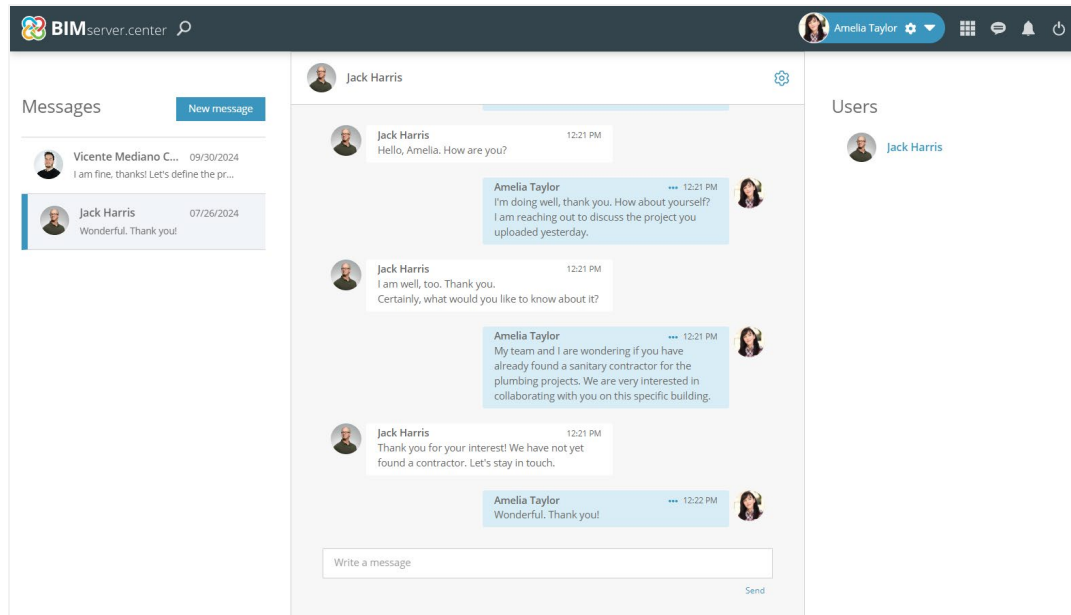 BIMserver.center
Amelia Taylor
Messages
New message
Vicente Mediano C... 09/30/2024
I am fine, thanks! Let's define the pr...
Jack Harris 07/26/2024
Wonderful. Thank you!
Jack Harris
Jack Harris 12:21 PM
Hello, Amelia. How are you?
Amelia Taylor ••• 12:21 PM
I'm doing well, thank you. How about yourself?
I am reaching out to discuss the project you
uploaded yesterday.
Jack Harris 12:21 PM
I am well, too. Thank you.
Certainly, what would you like to know about it?
Amelia Taylor ••• 12:21 PM
My team and I are wondering if you have
already found a sanitary contractor for the
plumbing projects. We are very interested in
collaborating with you on this specific building.
Jack Harris 12:21 PM
Thank you for your interest! We have not yet
found a contractor. Let's stay in touch.
Amelia Taylor ••• 12:22 PM
Wonderful. Thank you!
Write a message
Send
Users
Jack Harris